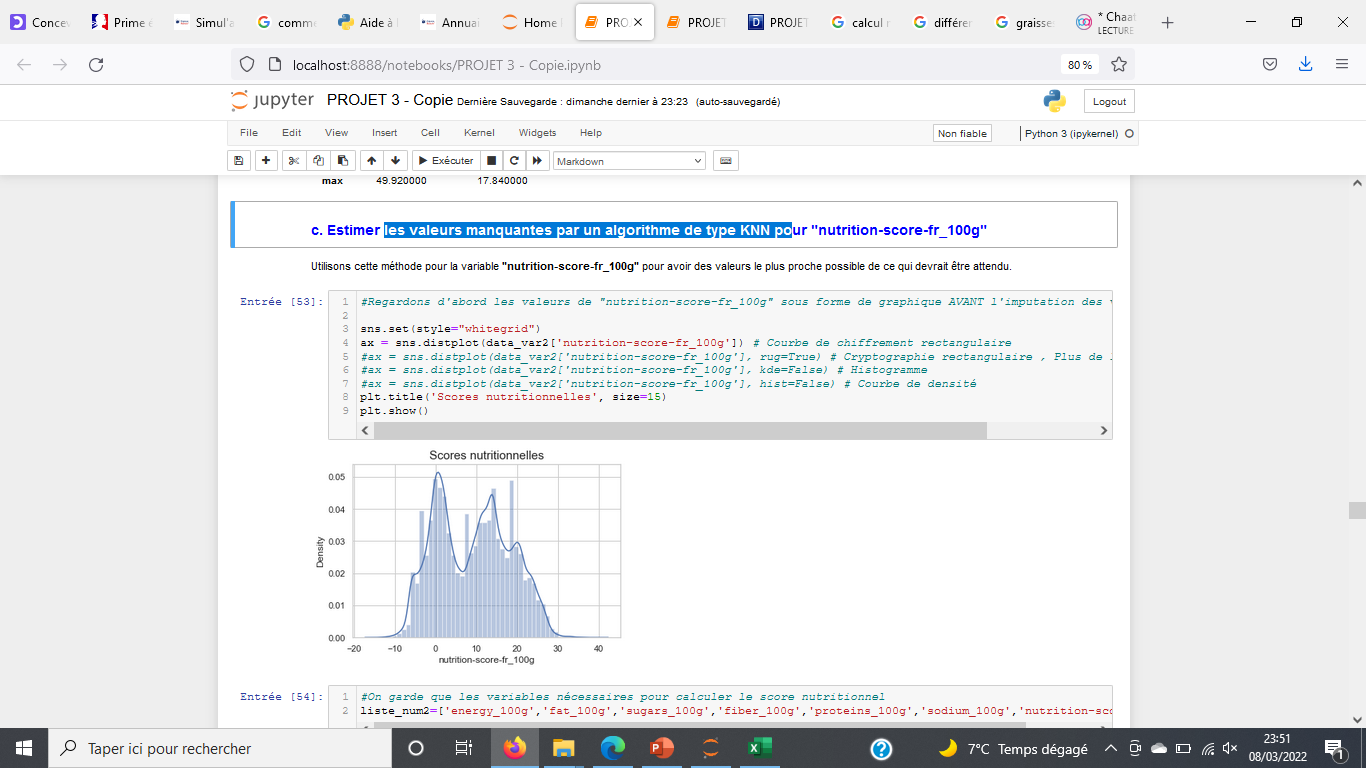 Conce
Prime é
Simul'a
comme
Aide à l
Annuai
Home
PRO
PROJET
PROJET
calcul r
différer
graisse
* Chaat
LECTURE
localhost:8888/notebooks/PROJET 3 - Copie.ipynb
80 %
jupyter
PROJET 3 - Copie Dernière Sauvegarde : dimanche dernier à 23:23 (auto-sauvegardé)
Logout
File Edit View Insert Cell Kernel Widgets Help
Non fiable
Python 3 (ipykernel)
Exécuter
Markdown
max 49.920000 17.840000
c. Estimer les valeurs manquantes par un algorithme de type KNN pour "nutrition-score-fr_100g"
Utilisons cette méthode pour la variable "nutrition-score-fr_100g" pour avoir des valeurs le plus proche possible de ce qui devrait être attendu.
Entrée [53]:
1 #Regardons d'abord les valeurs de "nutrition-score-fr_100g" sous forme de graphique AVANT l'imputation des
2
3 sns.set(style="whitegrid")
4 ax = sns.distplot(data_var2['nutrition-score-fr_100g']) # Courbe de chiffrement rectangulaire
5 #ax = sns.distplot(data_var2['nutrition-score-fr_100g'], rug=True) # Cryptographie rectangulaire , Plus de
6 #ax = sns.distplot(data_var2['nutrition-score-fr_100g'], kde=False) # Histogramme
7 #ax = sns.distplot(data_var2['nutrition-score-fr_100g'], hist=False) # Courbe de densité
8 plt.title('Scores nutritionnelles', size=15)
9 plt.show()
Scores nutritionnelles
0.05
0.04
0.03
0.02
0.01
0.00
Density
−20 −10 0 10 20 30 40
nutrition-score-fr_100g
Entrée [54]:
1 #On garde que les variables nécessaires pour calculer le score nutritionnel
2 liste_num2=['energy_100g','fat_100g','sugars_100g','fiber_100g','proteins_100g','sodium_100g','nutrition-sco
Taper ici pour rechercher
7°C Temps dégagé
23:51
08/03/2022
1